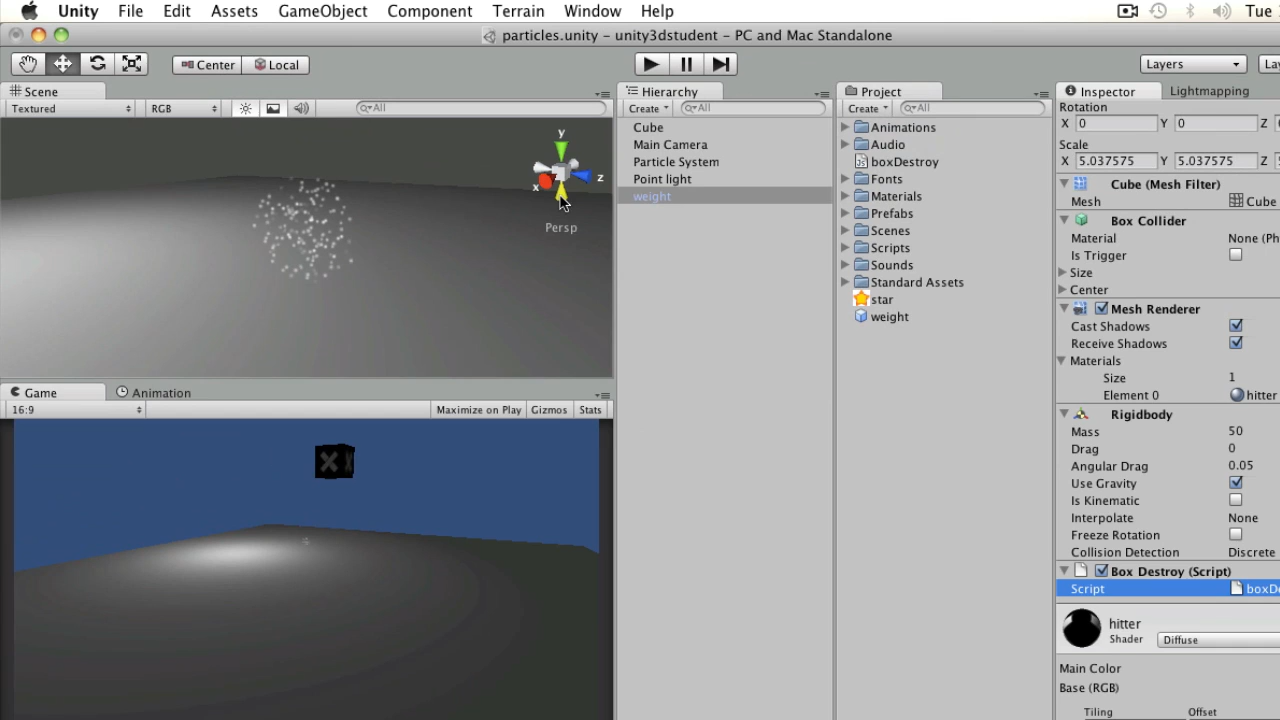 Unity File Edit Assets GameObject Component Terrain Window Help Tue
particles.unity – unity3dstudent – PC and Mac Standalone
Center Local Layers
Scene
Textured RGB All
y
x z
Persp
Game Animation
16:9 Maximize on Play Gizmos Stats
X
Hierarchy
Create All
Cube
Main Camera
Particle System
Point light
weight
Project
Create All
Animations
Audio
boxDestroy
Fonts
Materials
Prefabs
Scenes
Scripts
Sounds
Standard Assets
star
weight
Inspector Lightmapping
Rotation
X 0 Y 0 Z
Scale
X 5.037575 Y 5.037575 Z
Cube (Mesh Filter)
Mesh Cube
Box Collider
Material None (Ph
Is Trigger
Size
Center
Mesh Renderer
Cast Shadows
Receive Shadows
Materials
Size 1
Element 0 hitter
Rigidbody
Mass 50
Drag 0
Angular Drag 0.05
Use Gravity
Is Kinematic
Interpolate None
Freeze Rotation
Collision Detection Discrete
Box Destroy (Script)
Script boxDe
hitter
Shader Diffuse
Main Color
Base (RGB)
Tiling Offset